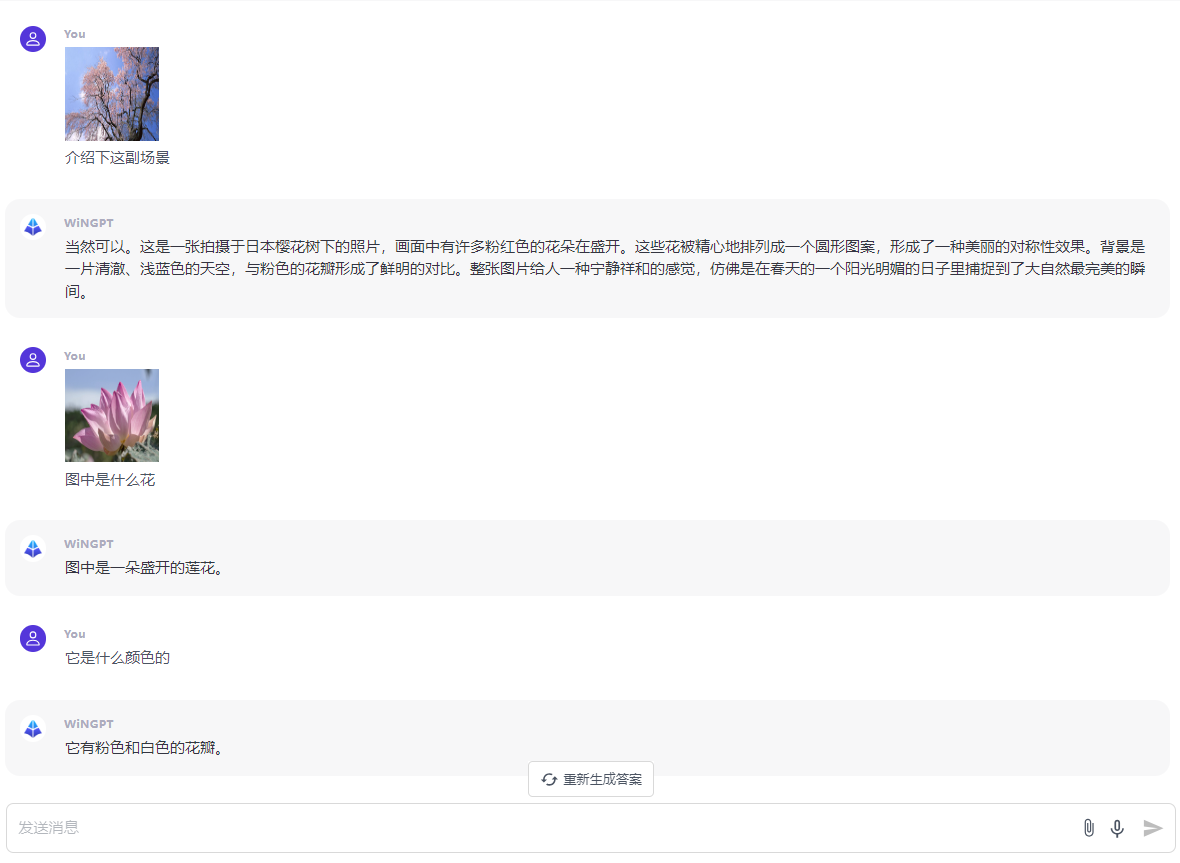 You
介绍下这副场景
WiNGPT
当然可以。这是一张拍摄于日本樱花树下的照片，画面中有许多粉红色的花朵在盛开。这些花被精心地排列成一个圆形图案，形成了一种美丽的对称性效果。背景是
一片清澈、浅蓝色的天空，与粉色的花瓣形成了鲜明的对比。整张图片给人一种宁静祥和的感觉，仿佛是在春天的一个阳光明媚的日子里捕捉到了大自然最完美的瞬
间。
You
图中是什么花
WiNGPT
图中是一朵盛开的莲花。
You
它是什么颜色的
WiNGPT
它有粉色和白色的花瓣。
重新生成答案
发送消息